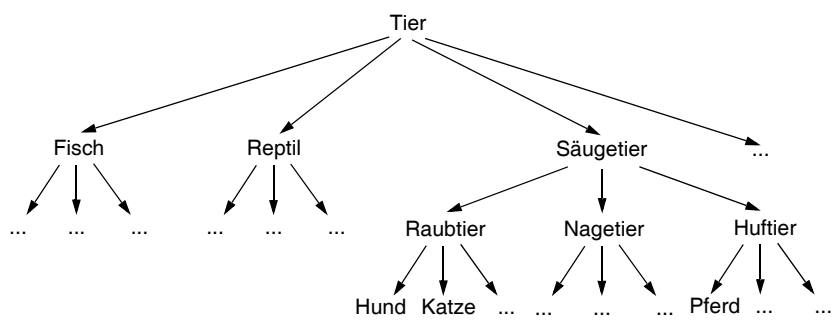 Tier
Fisch Reptil Säugetier ...
... ... ... ... ... ... Raubtier Nagetier Huftier
Hund Katze ... ... ... ... Pferd ... ...